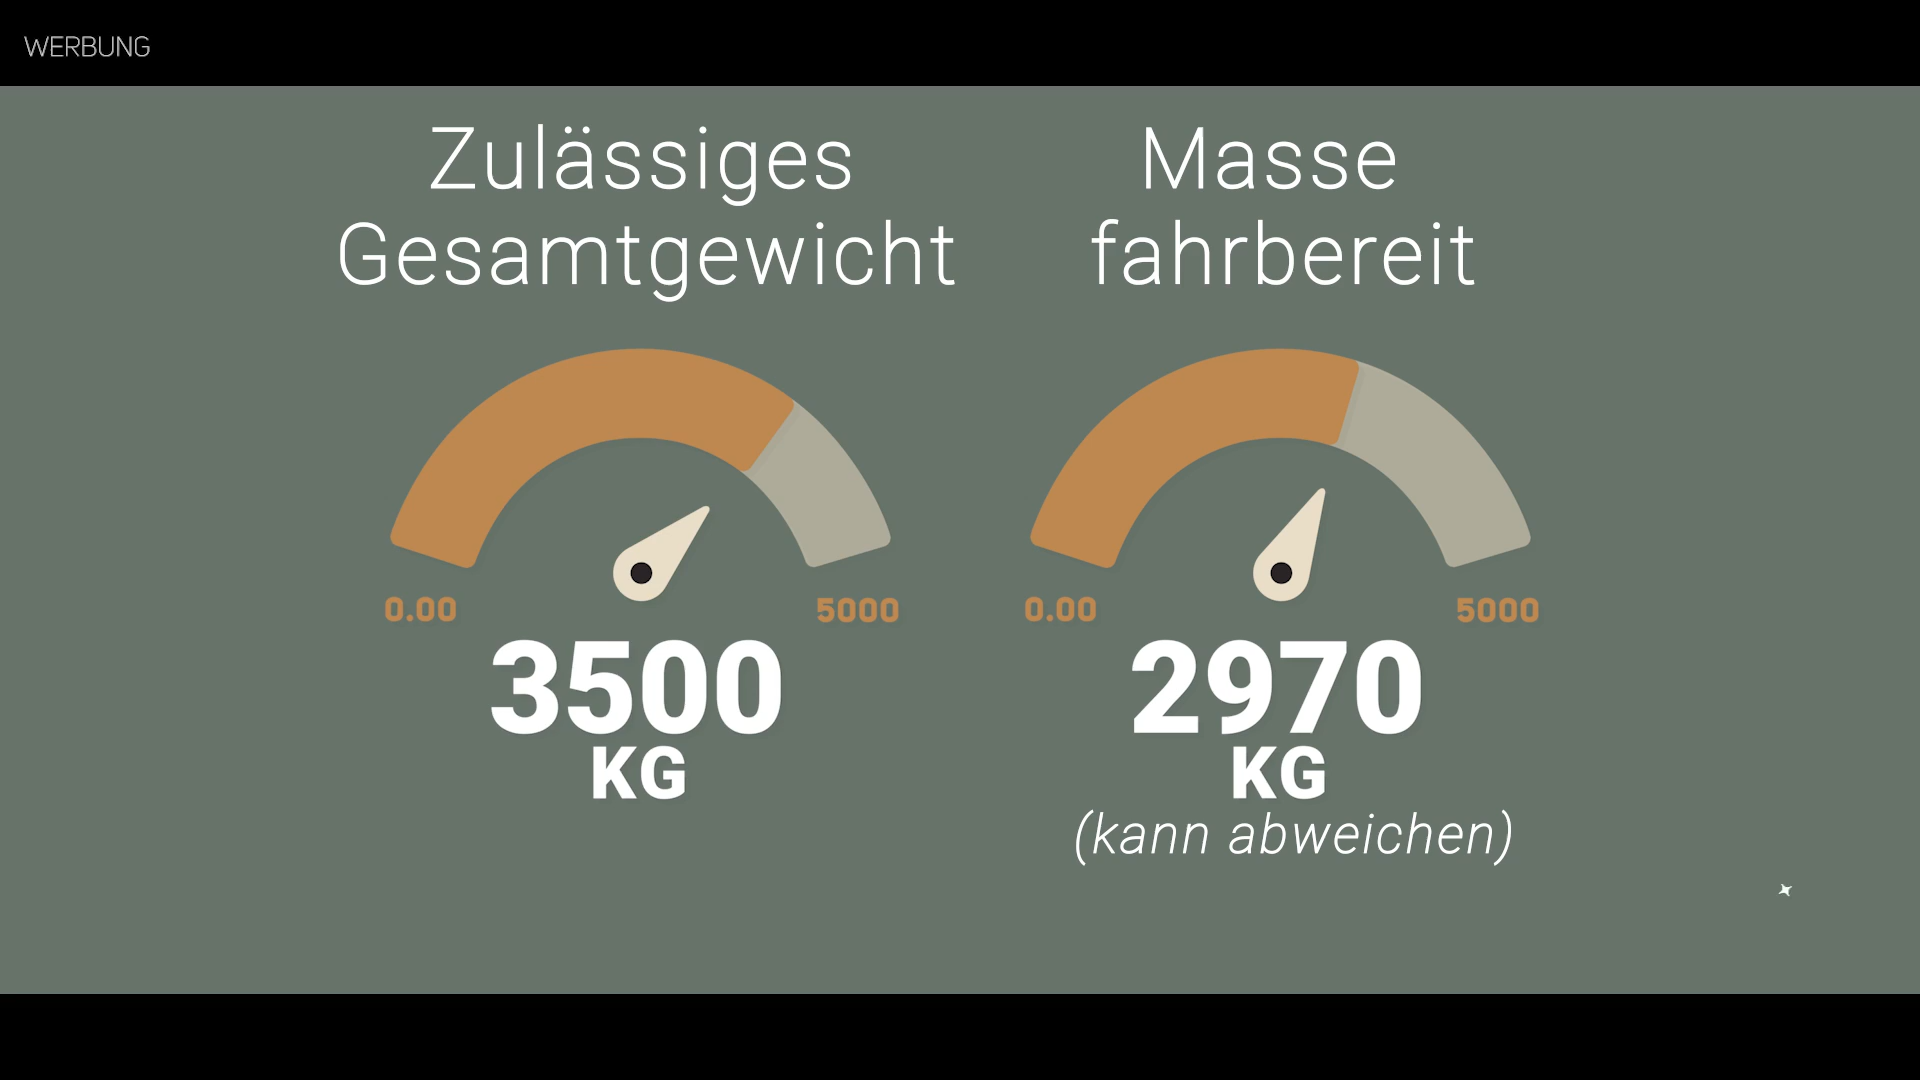 WERBUNG
Zulässiges
Gesamtgewicht
0.00
5000
3500
KG
Masse
fahrbereit
0.00
5000
2970
KG
(kann abweichen)